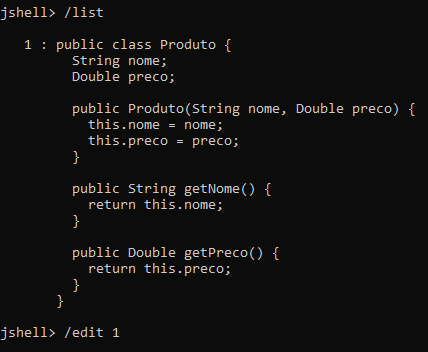 jshell> /list
1 : public class Produto {
String nome;
Double preco;
public Produto(String nome, Double preco) {
this.nome = nome;
this.preco = preco;
}
public String getNome() {
return this.nome;
}
public Double getPreco() {
return this.preco;
}
}
jshell> /edit 1